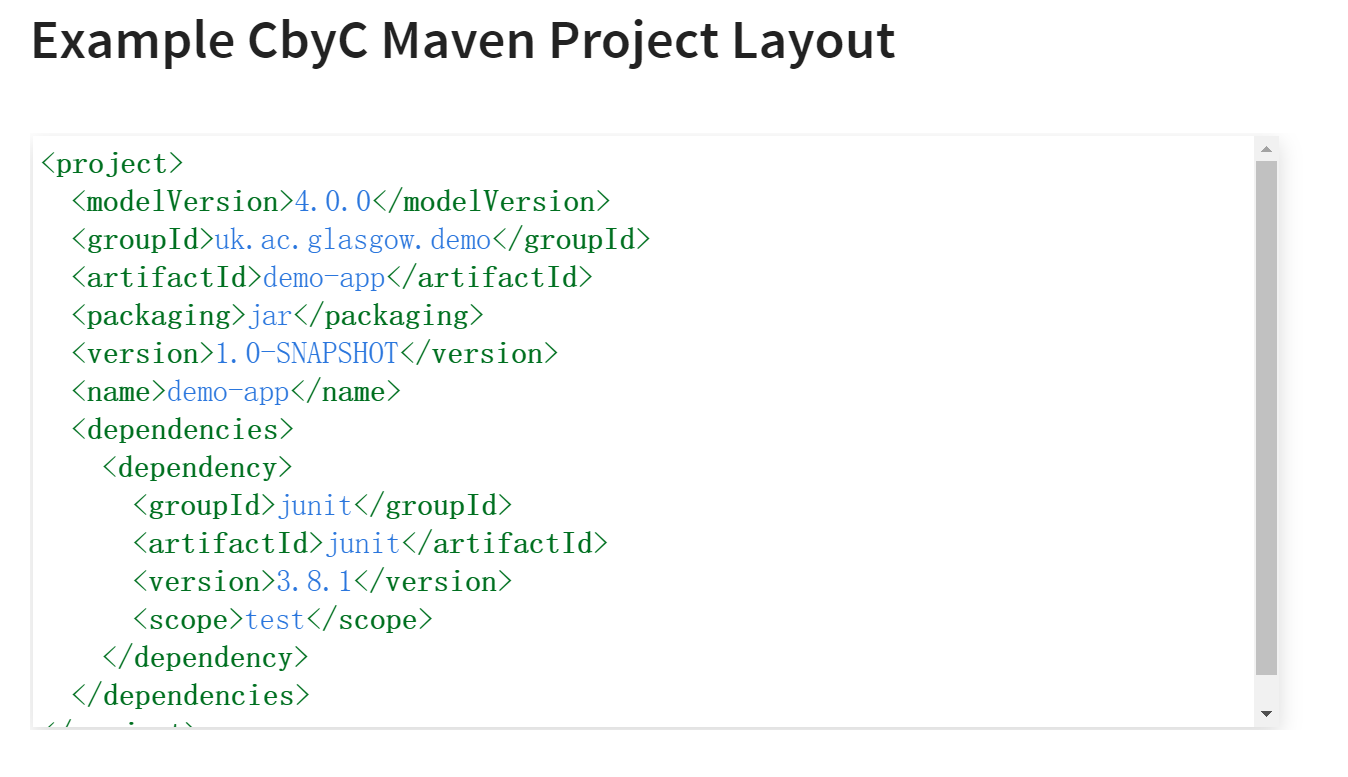 Example CbyC Maven Project Layout
<project>
  <modelVersion>4.0.0</modelVersion>
  <groupId>uk.ac.glasgow.demo</groupId>
  <artifactId>demo-app</artifactId>
  <packaging>jar</packaging>
  <version>1.0-SNAPSHOT</version>
  <name>demo-app</name>
  <dependencies>
    <dependency>
      <groupId>junit</groupId>
      <artifactId>junit</artifactId>
      <version>3.8.1</version>
      <scope>test</scope>
    </dependency>
  </dependencies>